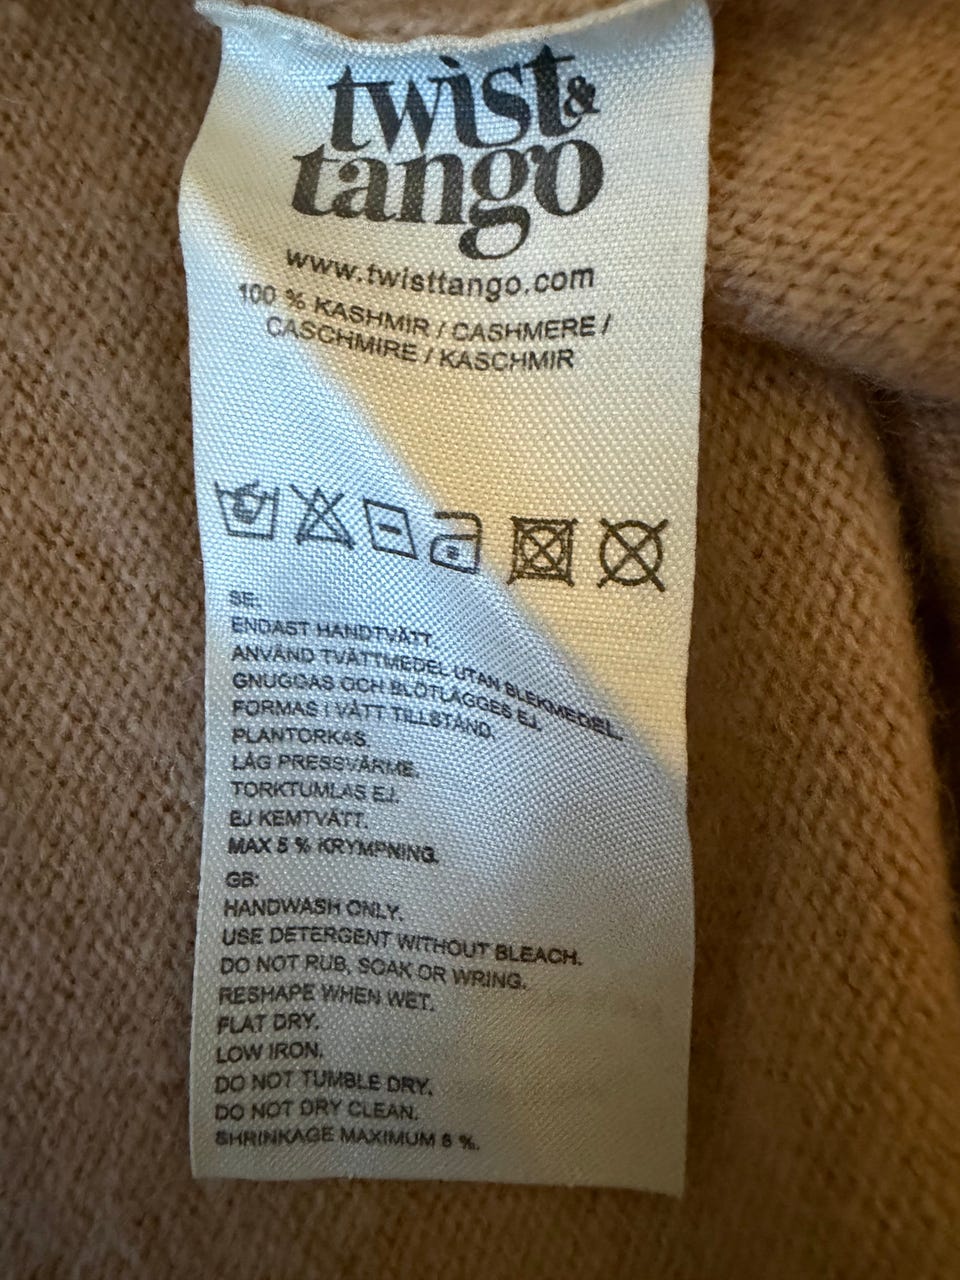 twist &
tango
www.twisttango.com
100 % KASHMIR / CASHMERE /
CASCHMIRE / KASCHMIR
SE:
ENDAST HANDTVÄTT
ANVÄND TVÄTTMEDEL UTAN BLEKMEDEL.
GNUGGAS OCH BLÖTLÄGGES EJ.
FORMAS I VÅTT TILLSTÅND.
PLANTORKAS.
LÅG PRESSVÄRME.
TORKTUMLAS EJ.
EJ KEMTVÄTT.
MAX 5 % KRYMPNING.
GB:
HANDWASH ONLY.
USE DETERGENT WITHOUT BLEACH.
DO NOT RUB, SOAK OR WRING.
RESHAPE WHEN WET.
FLAT DRY.
LOW IRON.
DO NOT TUMBLE DRY.
DO NOT DRY CLEAN.
SHRINKAGE MAXIMUM 5 %.